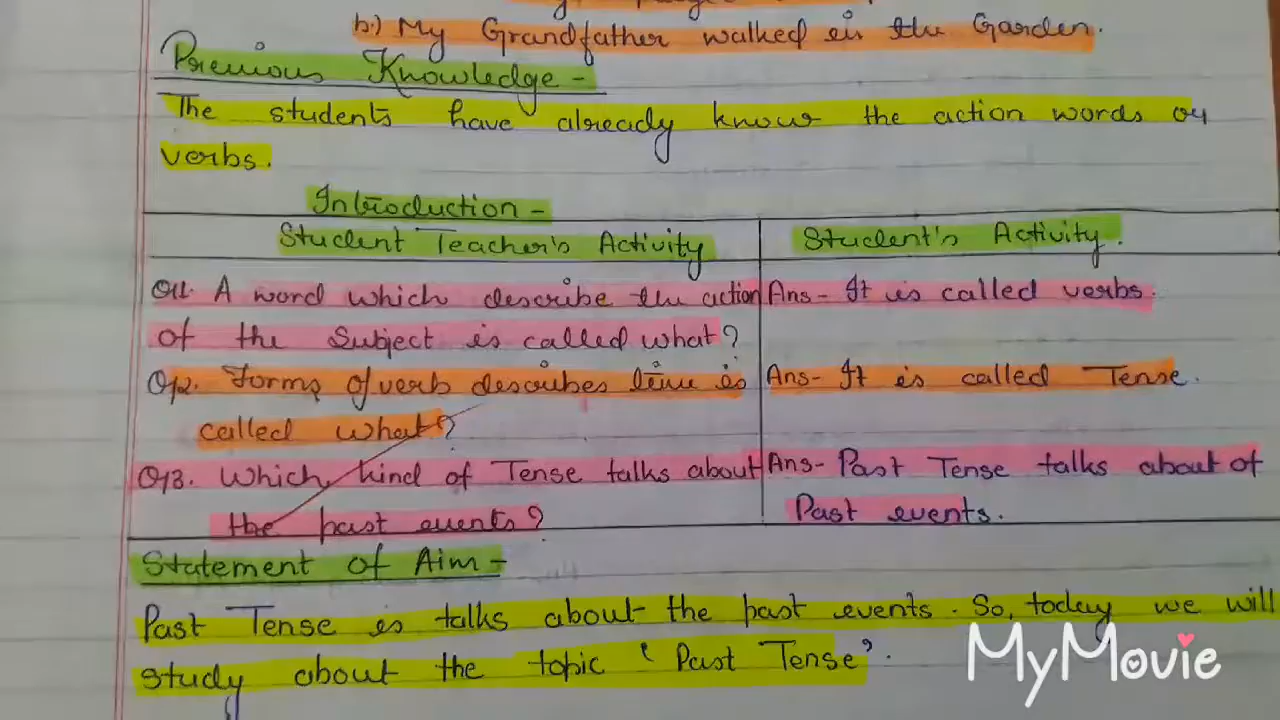 b.) My Grandfather walked in the Garden.
Previous Knowledge -
The students have already know the action words or
verbs.
Introduction -
Student Teacher's Activity
Student's Activity.
Q1. A word which describe the action
of the Subject is called what?
Ans- It is called verbs.
Q2. Forms of verb describes time is
called what?
Ans- It is called Tense.
Q3. Which kind of Tense talks about
the past events?
Ans- Past Tense talks about of
Past events.
Statement of Aim -
Past Tense is talks about the past events. So, today we will
study about the topic ' Past Tense'.
MyMovie